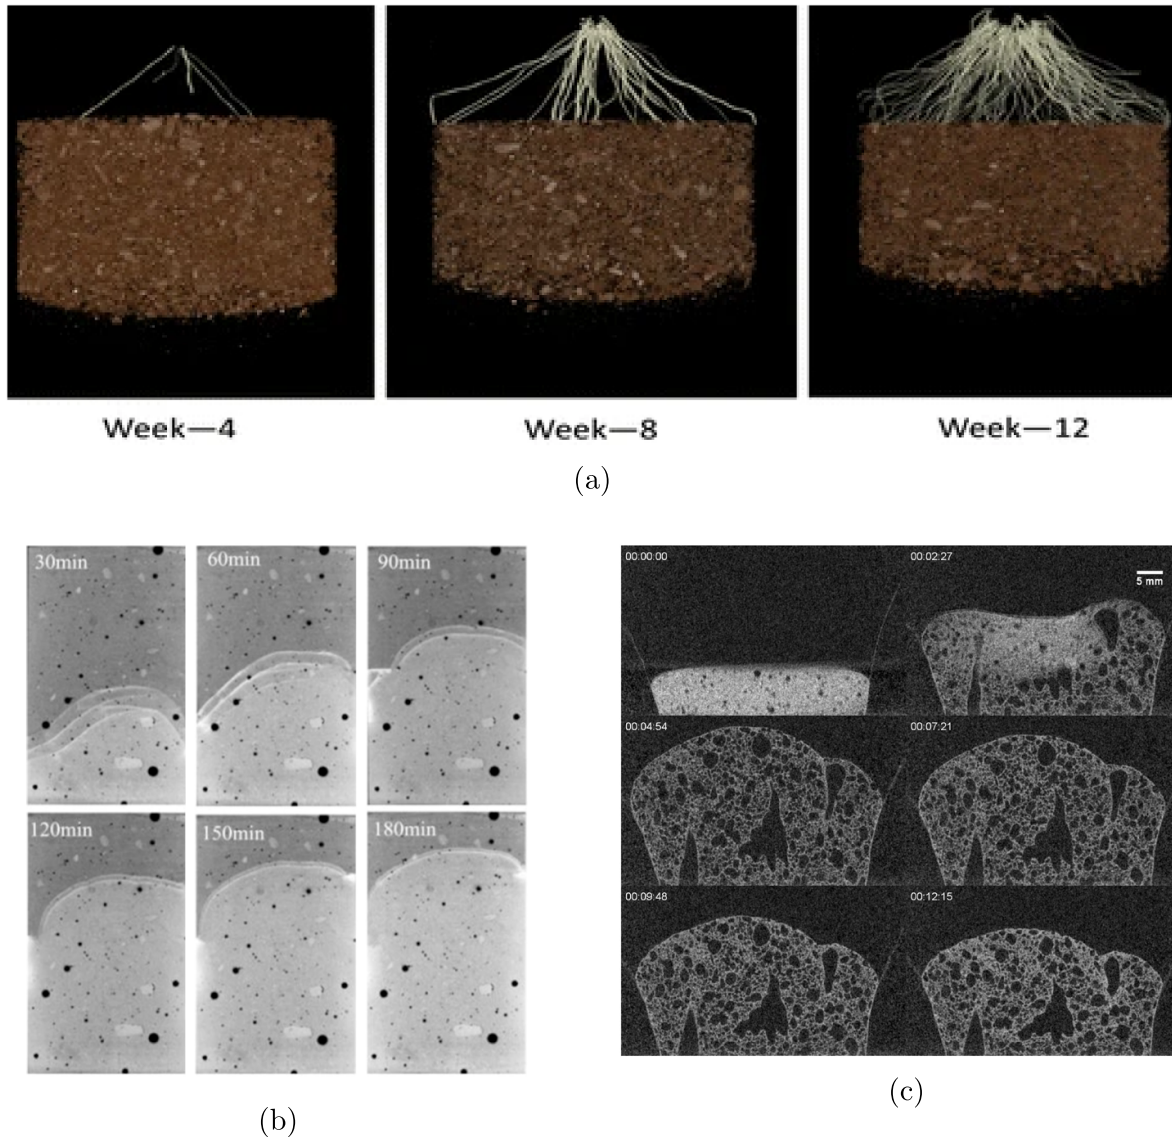 Week—4 Week—8 Week—12
(a)
30min 60min 90min
120min 150min 180min
(b)
00:00:00 00:02:27
5 mm
00:04:54 00:07:21
00:09:48 00:12:15
(c)